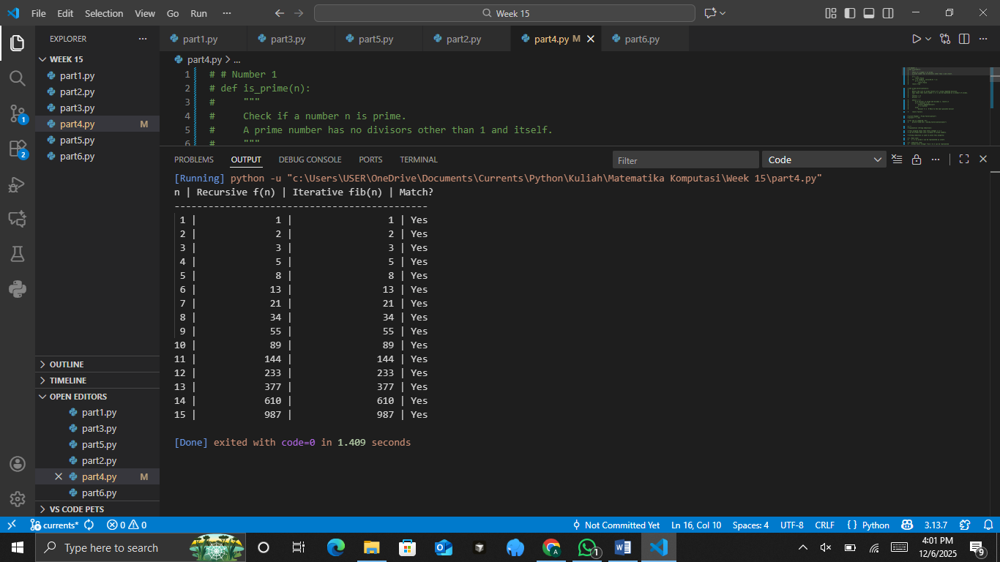 File Edit Selection View Go Run ··· Week 15
EXPLORER ···
WEEK 15
part1.py
part2.py
part3.py
part4.py M
part5.py
part6.py
OUTLINE
TIMELINE
OPEN EDITORS
part1.py
part3.py
part5.py
part2.py
part4.py M
part6.py
VS CODE PETS
1
2
part1.py part3.py part5.py part2.py part4.py M part6.py
part4.py > ...
1 # # Number 1
2 # def is_prime(n):
3 #     """
4 #     Check if a number n is prime.
5 #     A prime number has no divisors other than 1 and itself.
6 #     """
PROBLEMS OUTPUT DEBUG CONSOLE PORTS TERMINAL Filter Code
[Running] python -u "c:\Users\USER\OneDrive\Documents\Currents\Python\Kuliah\Matematika Komputasi\Week 15\part4.py"
n | Recursive f(n) | Iterative fib(n) | Match?
---------------------------------------------
1 | 1 | 1 | Yes
2 | 2 | 2 | Yes
3 | 3 | 3 | Yes
4 | 5 | 5 | Yes
5 | 8 | 8 | Yes
6 | 13 | 13 | Yes
7 | 21 | 21 | Yes
8 | 34 | 34 | Yes
9 | 55 | 55 | Yes
10 | 89 | 89 | Yes
11 | 144 | 144 | Yes
12 | 233 | 233 | Yes
13 | 377 | 377 | Yes
14 | 610 | 610 | Yes
15 | 987 | 987 | Yes
[Done] exited with code=0 in 1.409 seconds
currents* 0 0 Not Committed Yet Ln 16, Col 10 Spaces: 4 UTF-8 CRLF { } Python 3.13.7
Type here to search
1
4:01 PM
12/6/2025
9